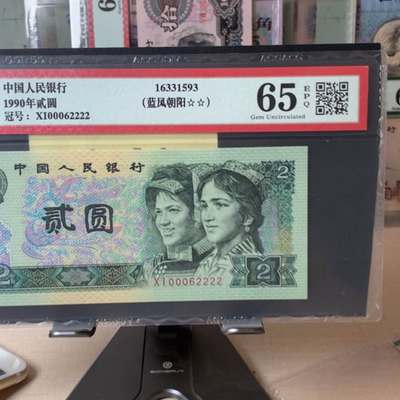 中国人民银行
1990年贰圆
冠号: XI00062222
16331593
(蓝凤朝阳☆☆)
65 EPQ
Gem Uncirculated
中国人民银行
贰圆
2
XI00062222
2
2